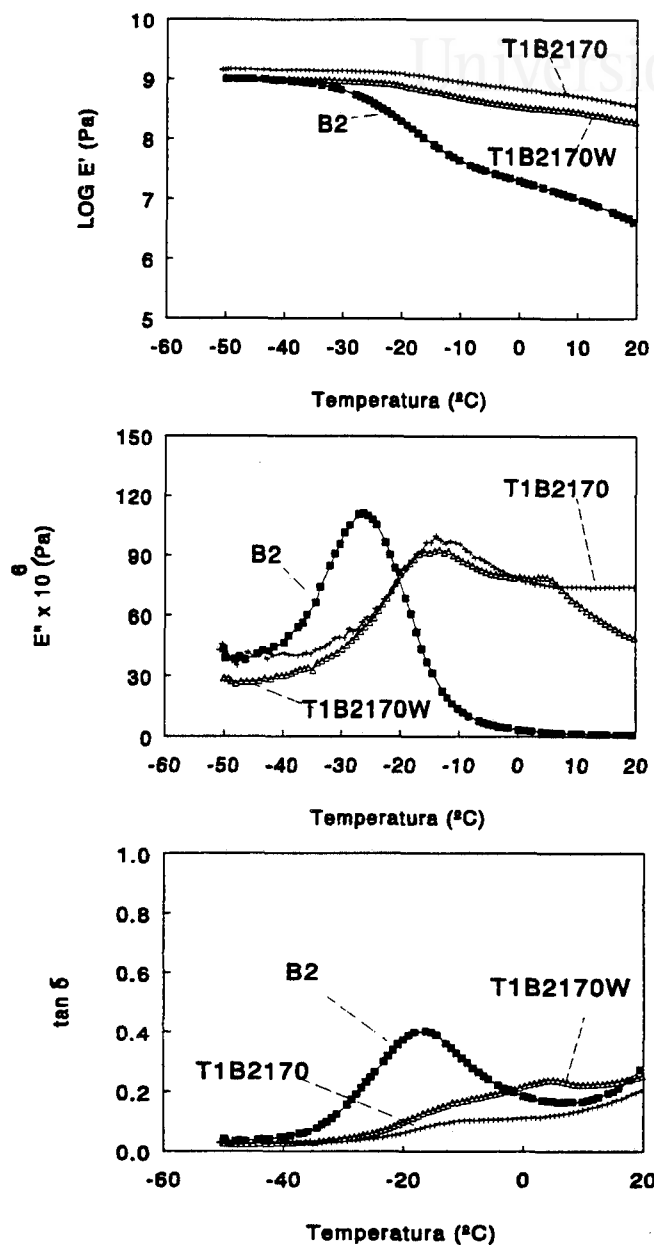 Universid
10
9
8
7
6
5
LOG E' (Pa)
T1B2170
B2
T1B2170W
-60 -50 -40 -30 -20 -10 0 10 20
Temperatura (ºC)
150
120
90
60
30
0
E" x 10⁶ (Pa)
T1B2170
B2
T1B2170W
-60 -50 -40 -30 -20 -10 0 10 20
Temperatura (ºC)
1.0
0.8
0.6
0.4
0.2
0.0
tan δ
B2
T1B2170W
T1B2170
-60 -40 -20 0 20
Temperatura (ºC)